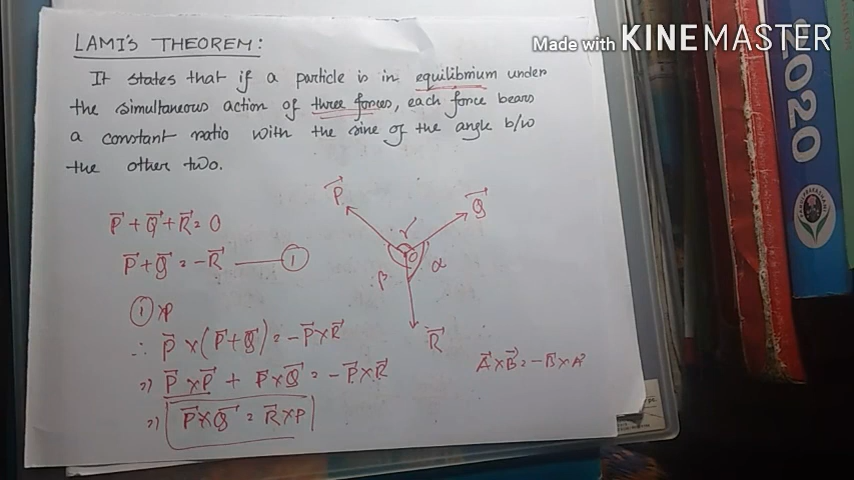 Made with KINEMASTER
LAMI'S THEOREM:
It states that if a particle is in equilibrium under
the simultaneous action of three forces, each force bears
a constant ratio with the sine of the angle b/w
the other two.
P⃗ + Q⃗ + R⃗ = 0
P⃗ + Q⃗ = -R⃗ —— ①
① × P
∴ P⃗ × (P⃗ + Q⃗) = -P⃗ × R⃗
⇒ P⃗ × P⃗ + P × Q⃗ = -P⃗ × R⃗
⇒ P⃗ × Q⃗ = R⃗ × P
P⃗
Q⃗
γ
O
β
α
R⃗
A⃗ × B⃗ = -B × A
2020